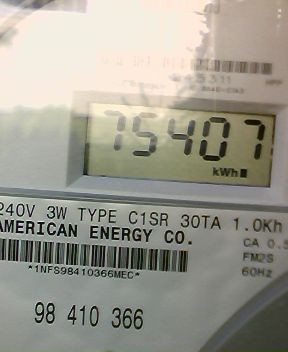 75407
kWh
240V 3W TYPE C1SR 30TA 1.0Kh
AMERICAN ENERGY CO.
CA 0.5
FM2S
60Hz
*1NFS98410366MEC*
98 410 366